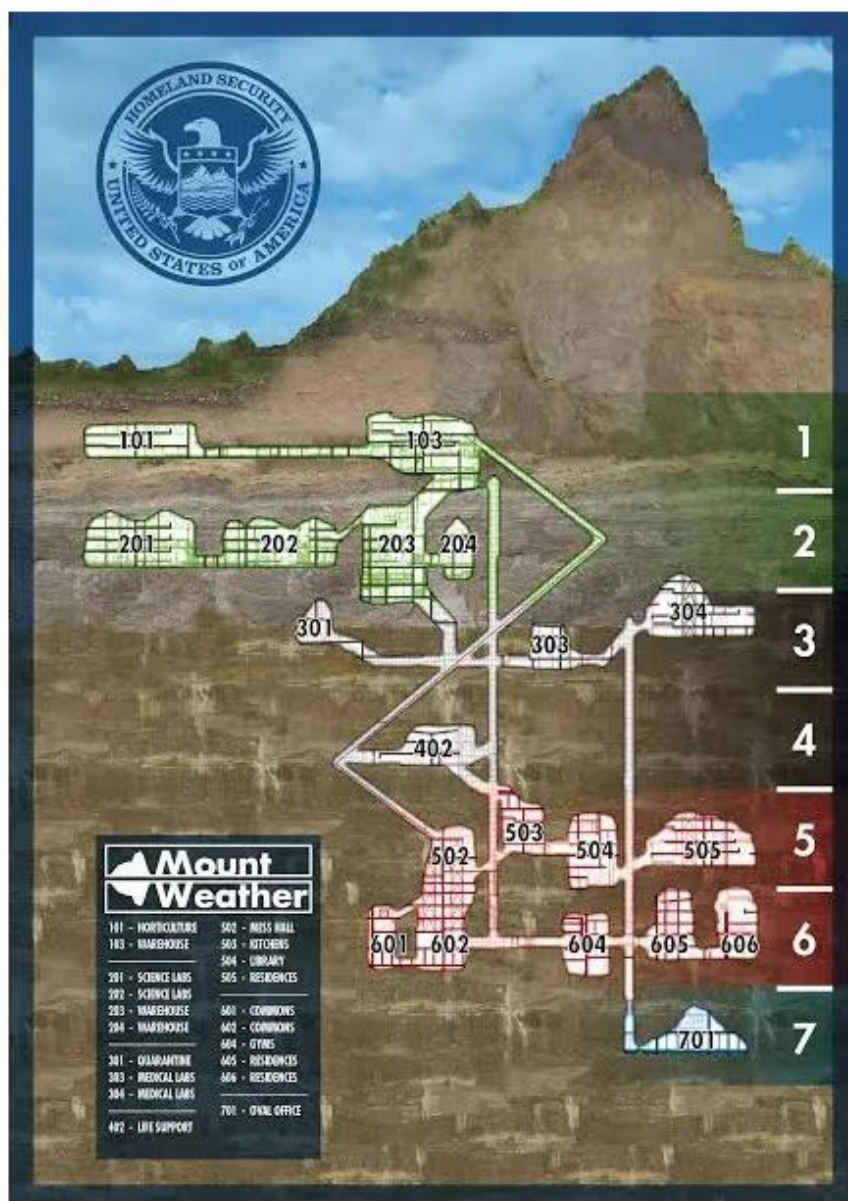 HOMELAND SECURITY
UNITED STATES OF AMERICA
101
103
1
201
202
203
204
2
301
303
304
3
402
4
502
503
504
505
5
601
602
604
605
606
6
701
7
Mount
Weather
101 - HORTICULTURE
103 - WAREHOUSE
201 - SCIENCE LABS
202 - SCIENCE LABS
203 - WAREHOUSE
204 - WAREHOUSE
301 - QUARANTINE
303 - MEDICAL LABS
304 - MEDICAL LABS
402 - LIFE SUPPORT
502 - MESS HALL
503 - KITCHENS
504 - LIBRARY
505 - RESIDENCES
601 - COMMONS
602 - COMMONS
604 - GYMS
605 - RESIDENCES
606 - RESIDENCES
701 - OVAL OFFICE